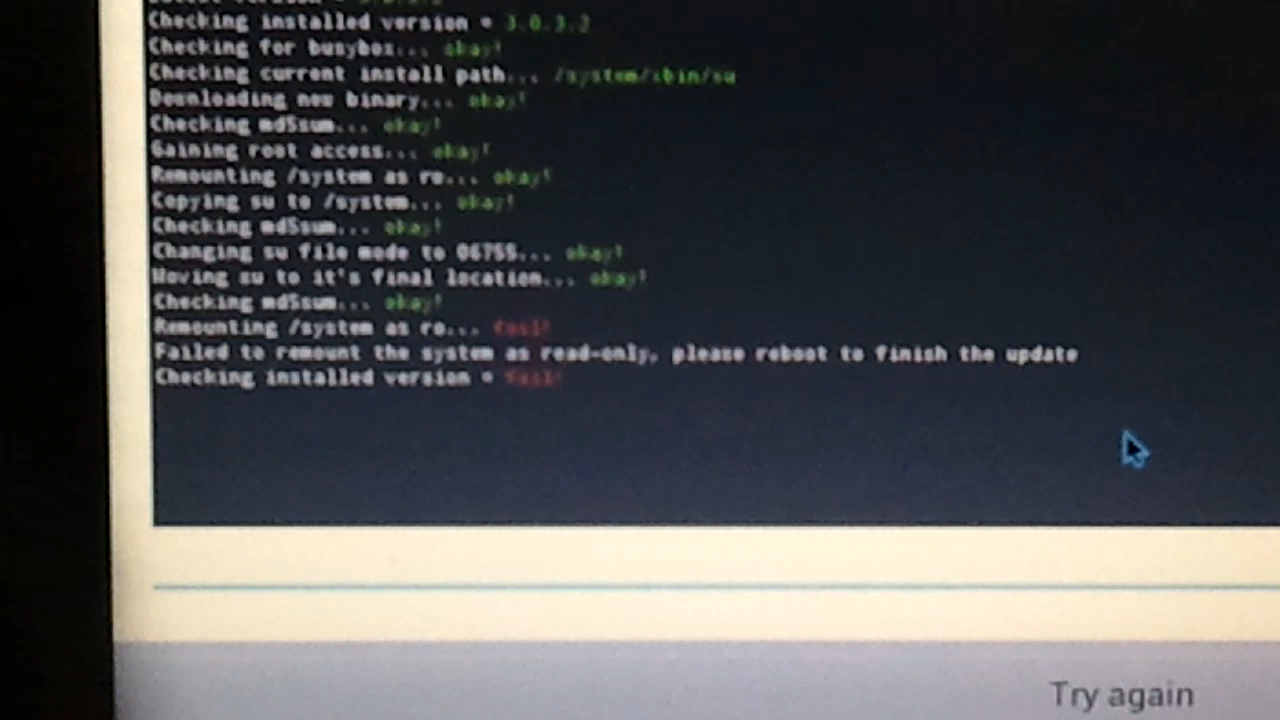 Checking installed version = 3.0.3.2
Checking for busybox... okay!
Checking current install path... /system/xbin/su
Downloading new binary... okay!
Checking md5sum... okay!
Gaining root access... okay!
Remounting /system as rw... okay!
Copying su to /system... okay!
Checking md5sum... okay!
Changing su file mode to 06755... okay!
Moving su to it's final location... okay!
Checking md5sum... okay!
Remounting /system as ro... fail!
Failed to remount the system as read-only, please reboot to finish the update
Checking installed version = fail!
Try again